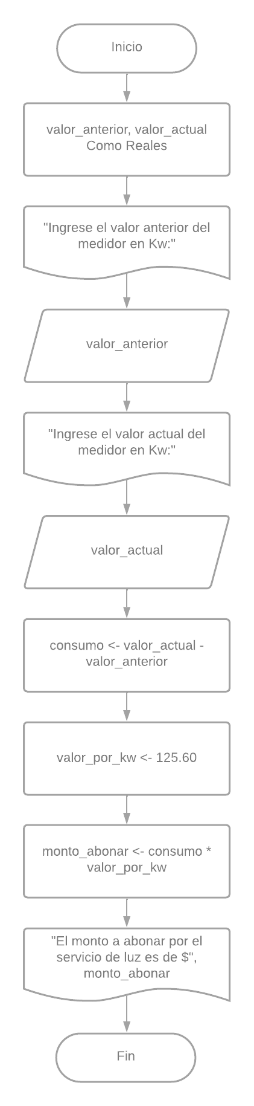 Inicio
valor_anterior, valor_actual
Como Reales
"Ingrese el valor anterior del
medidor en Kw:"
valor_anterior
"Ingrese el valor actual del
medidor en Kw:"
valor_actual
consumo <- valor_actual -
valor_anterior
valor_por_kw <- 125.60
monto_abonar <- consumo *
valor_por_kw
"El monto a abonar por el
servicio de luz es de $",
monto_abonar
Fin